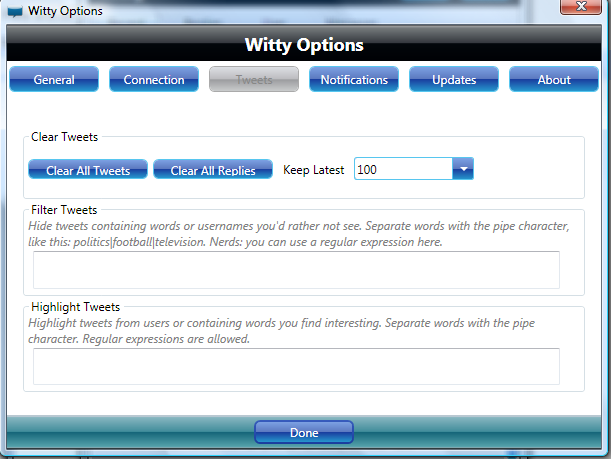 Witty Options
Witty Options
General Connection Tweets Notifications Updates About
Clear Tweets
Clear All Tweets Clear All Replies Keep Latest 100
Filter Tweets
Hide tweets containing words or usernames you'd rather not see. Separate words with the pipe character,
like this: politics|football|television. Nerds: you can use a regular expression here.
Highlight Tweets
Highlight tweets from users or containing words you find interesting. Separate words with the pipe
character. Regular expressions are allowed.
Done